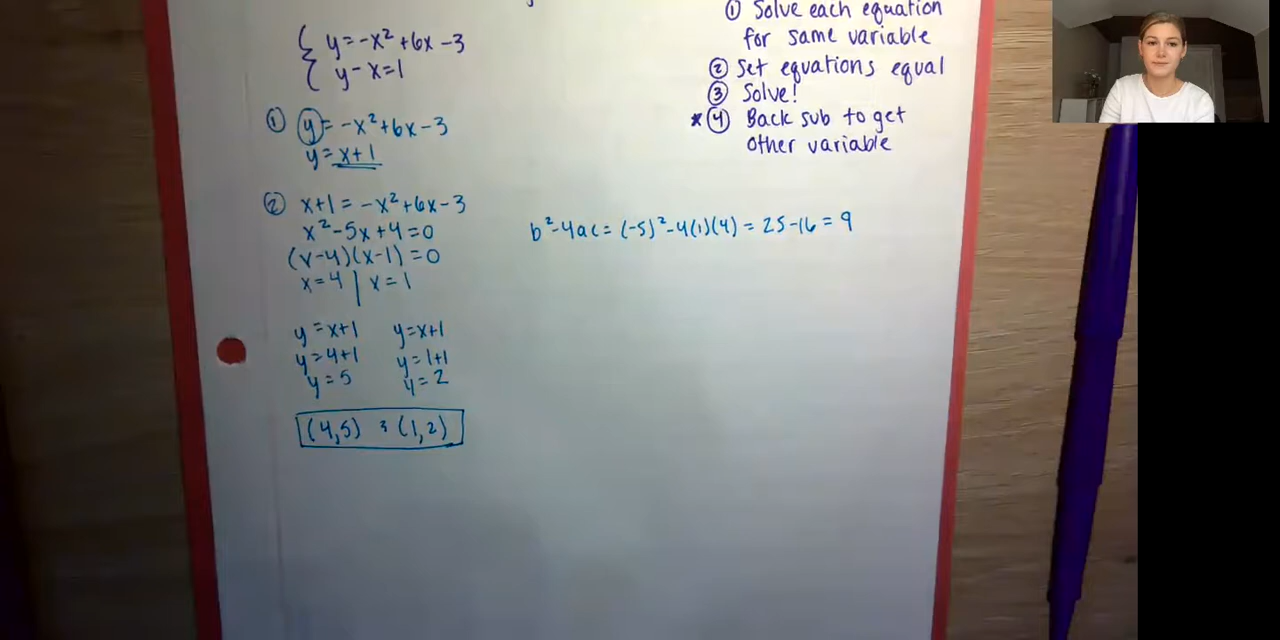 ① Solve each equation
for same variable
② Set equations equal
③ Solve!
*④ Back sub to get
other variable
{ y = -x² + 6x - 3
y - x = 1
① y = -x² + 6x - 3
y = x + 1
② x + 1 = -x² + 6x - 3
x² - 5x + 4 = 0
(x - 4)(x - 1) = 0
x = 4 | x = 1
b² - 4ac = (-5)² - 4(1)(4) = 25 - 16 = 9
y = x + 1 y = x + 1
y = 4 + 1 y = 1 + 1
y = 5 y = 2
(4,5) & (1,2)